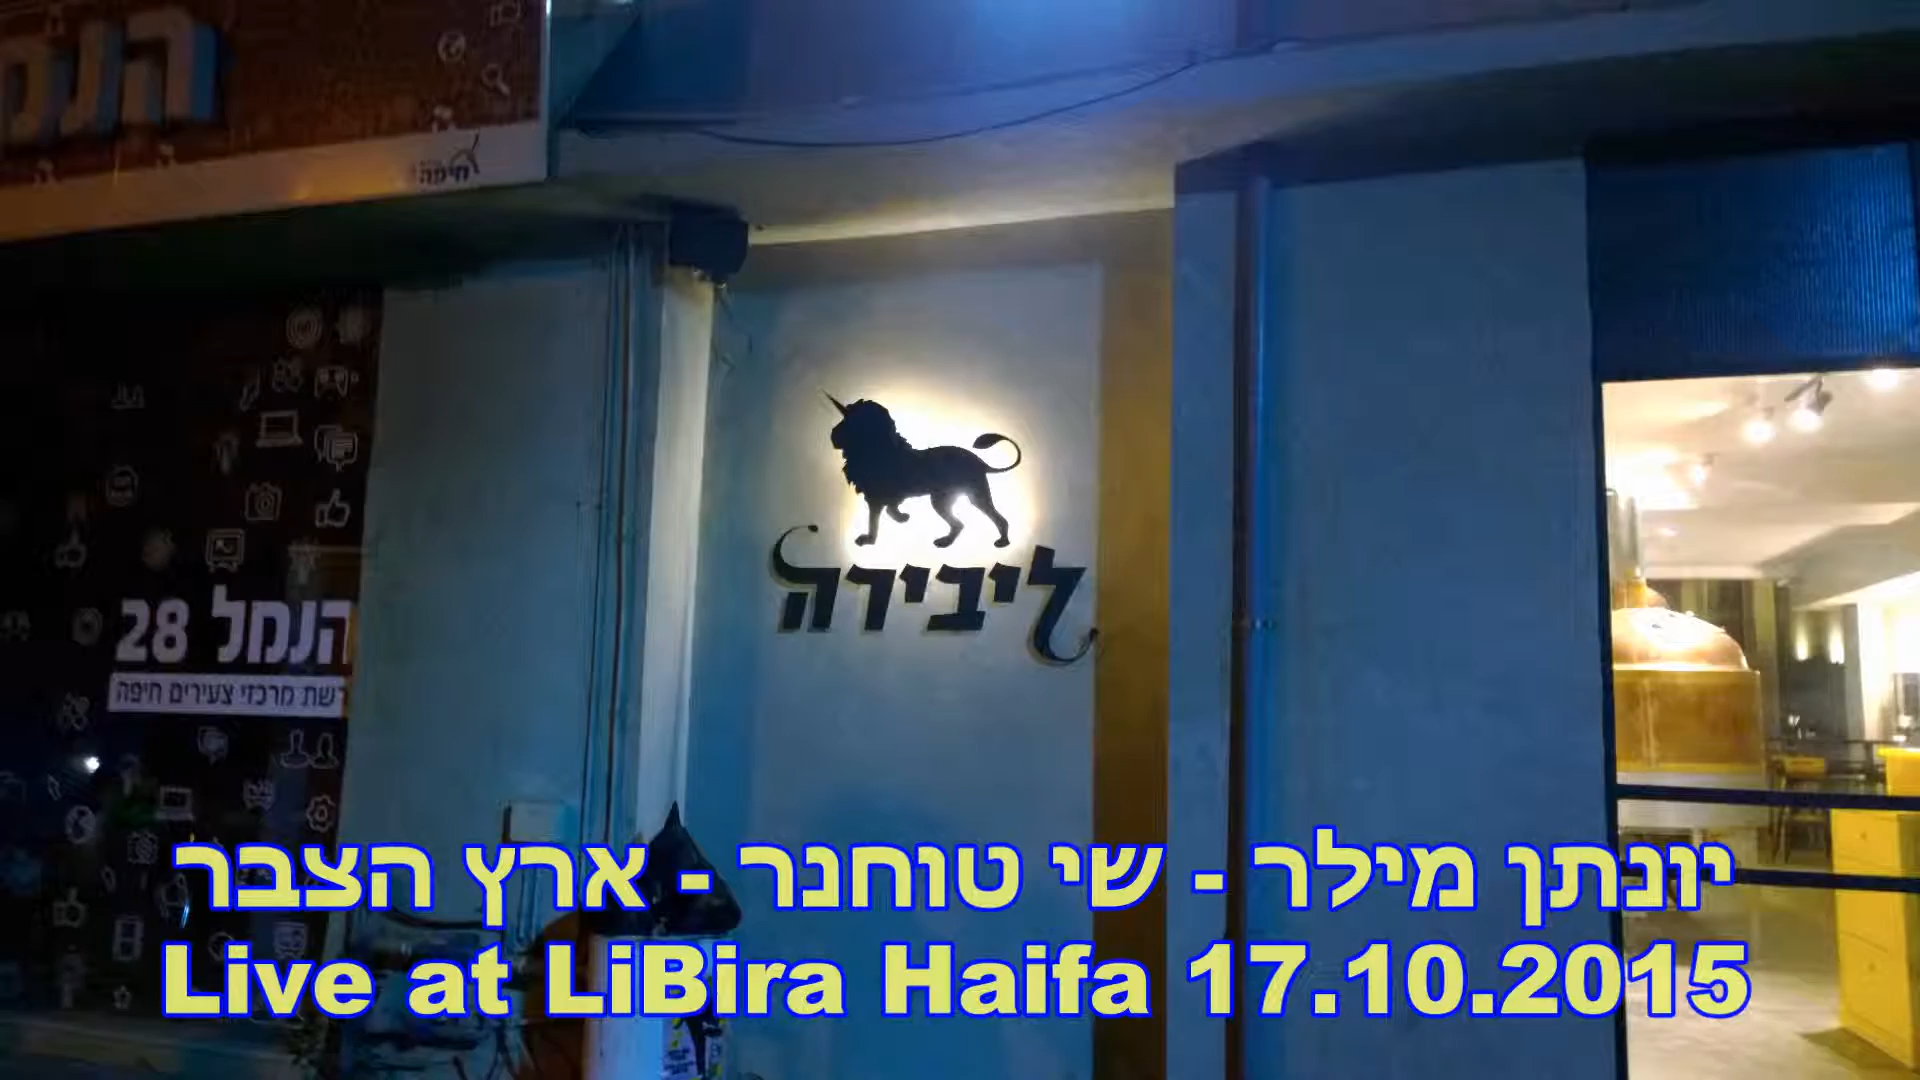 חיפה
ליבירה
הנמל 28
רשת מרכזי צעירים חיפה
יונתן מילר - שי טוחנר - ארץ הצבר
Live at LiBira Haifa 17.10.2015